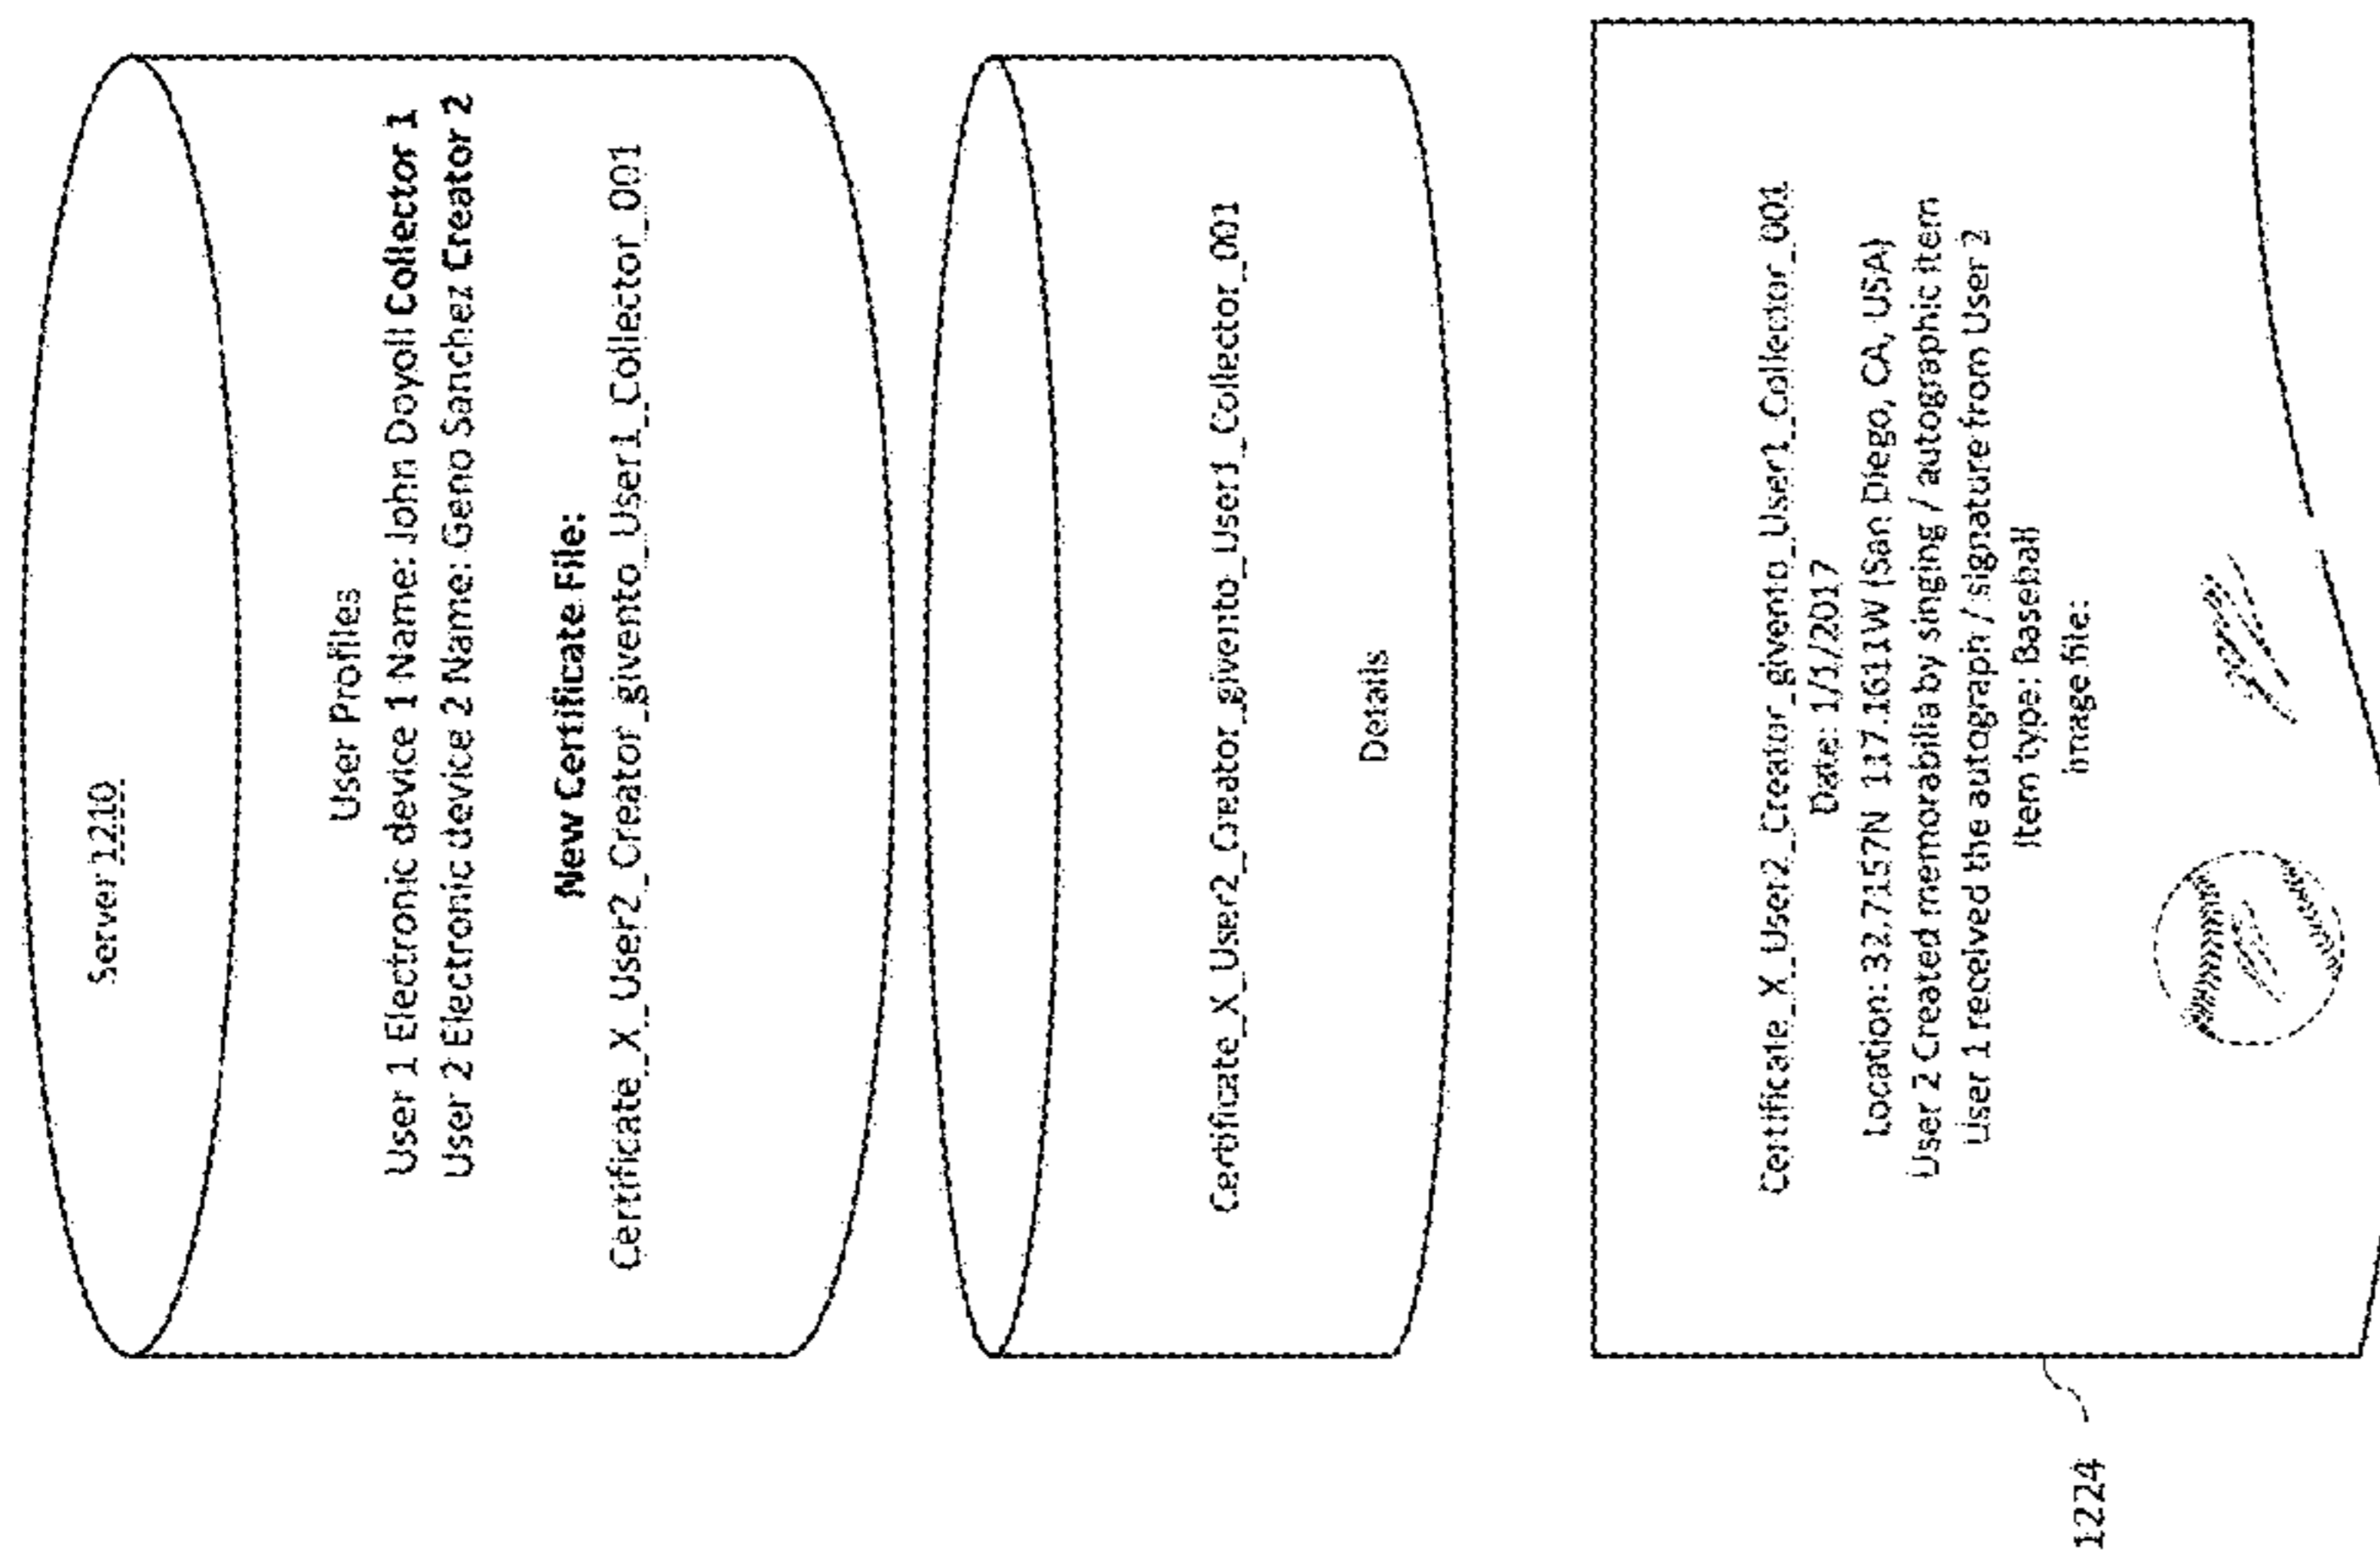 Server 1210
User Profiles
User 1 Electronic device 1 Name: John Doyoll Collector 1
User 2 Electronic device 2 Name: Geno Sanchez Creator 2
New Certificate File:
Certificate_X_User2_Creator_givento_User1_Collector_001
Certificate_X_User2_Creator_givento_User1_Collector_001
Details
Certificate_X_User2_Creator_givento_User1_Collector_001
Date: 1/1/2017
Location: 32.7157N 117.1611W (San Diego, CA, USA)
User 2 Created memorabilia by singing / autographic item
User 1 received the autograph / signature from User 2
Item type: Baseball
image file:
1224